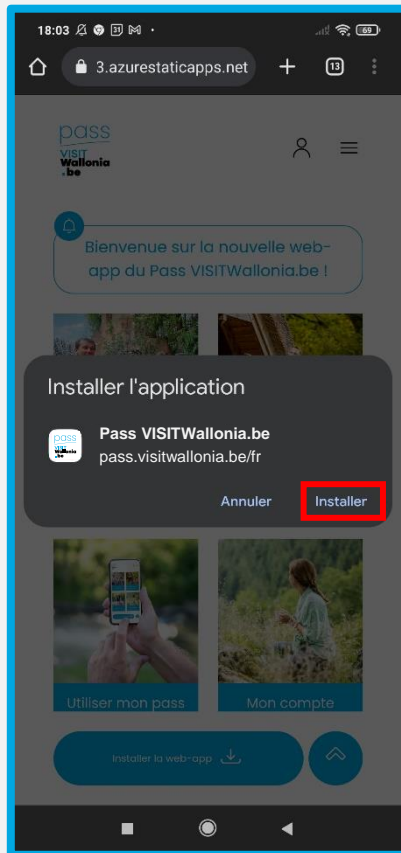 18:03 31
69
3.azurestaticapps.net 13
pass
VISIT
Wallonia
.be
Bienvenue sur la nouvelle web-
app du Pass VISITWallonia.be !
Installer l'application
pass
VISIT
Wallonia
.be
Pass VISITWallonia.be
pass.visitwallonia.be/fr
Annuler Installer
Utiliser mon pass Mon compte
Installer la web-app